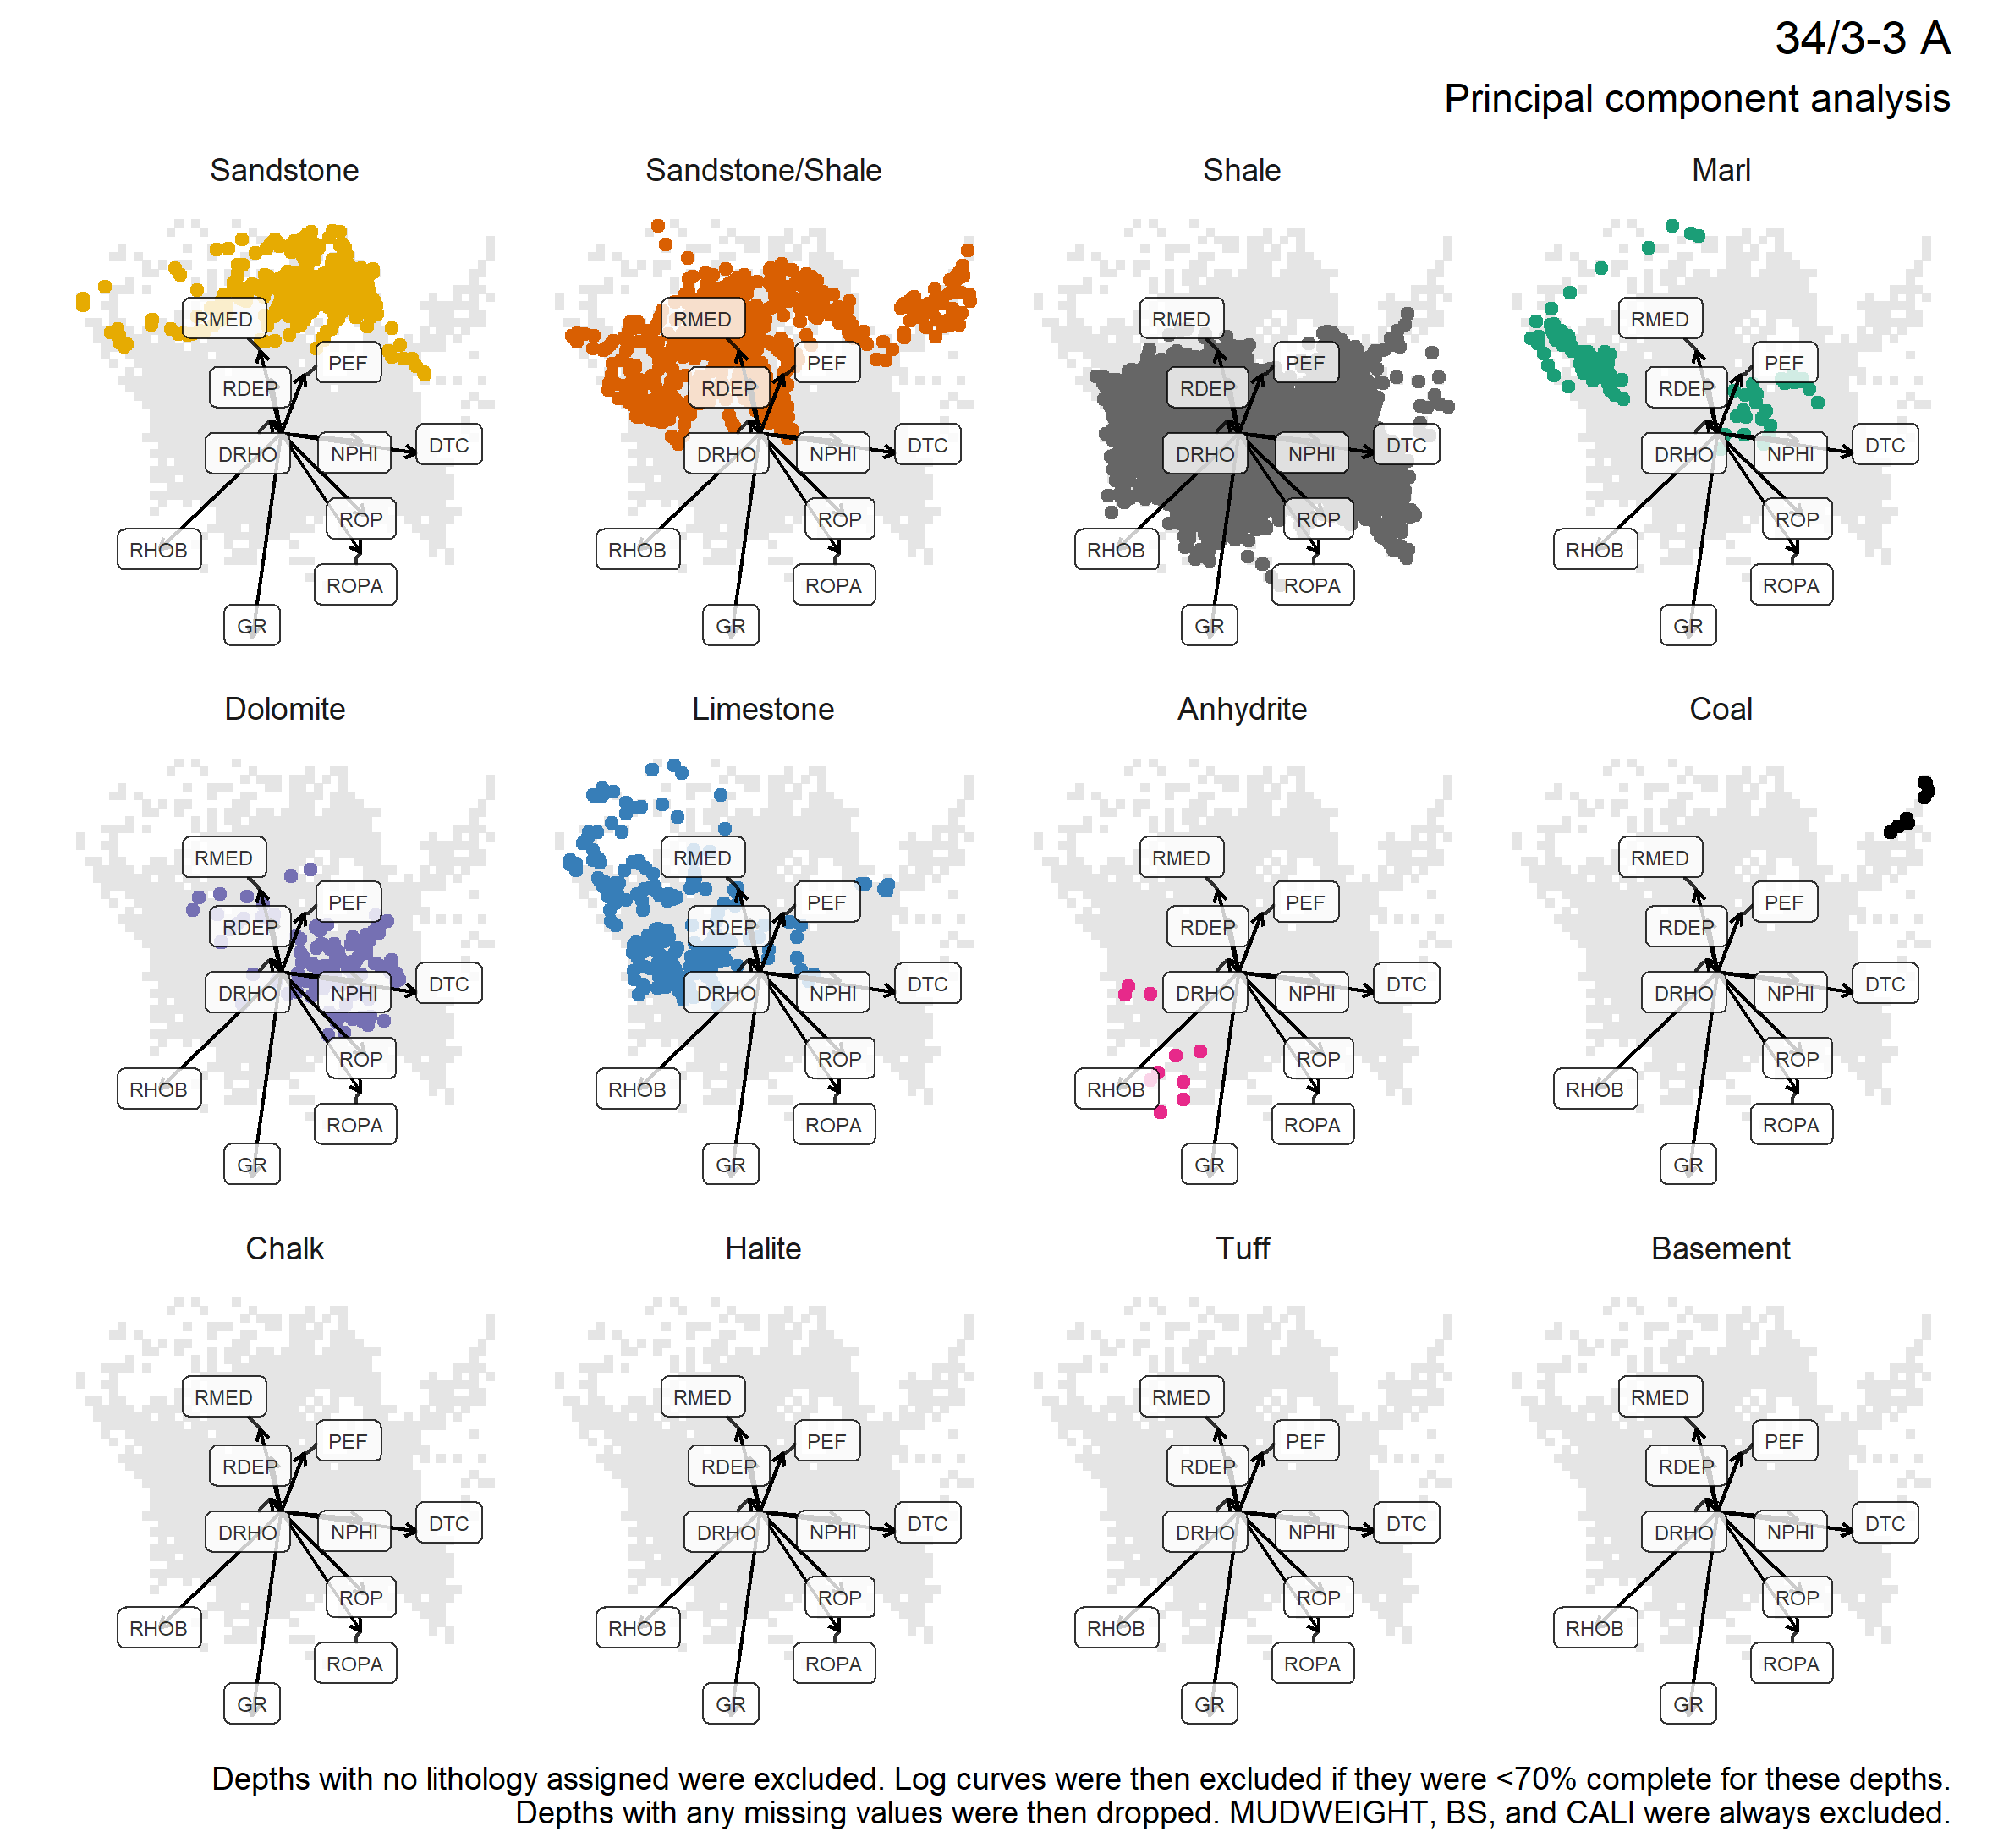 34/3-3 A
Principal component analysis
Sandstone
RMED
PEF
RDEP
DRHO
NPHI
DTC
ROP
RHOB
ROPA
GR
Sandstone/Shale
RMED
PEF
RDEP
DRHO
NPHI
DTC
ROP
RHOB
ROPA
GR
Shale
RMED
PEF
RDEP
DRHO
NPHI
DTC
ROP
RHOB
ROPA
GR
Marl
RMED
PEF
RDEP
DRHO
NPHI
DTC
ROP
RHOB
ROPA
GR
Dolomite
RMED
PEF
RDEP
DRHO
NPHI
DTC
ROP
RHOB
ROPA
GR
Limestone
RMED
PEF
RDEP
DRHO
NPHI
DTC
ROP
RHOB
ROPA
GR
Anhydrite
RMED
PEF
RDEP
DRHO
NPHI
DTC
ROP
RHOB
ROPA
GR
Coal
RMED
PEF
RDEP
DRHO
NPHI
DTC
ROP
RHOB
ROPA
GR
Chalk
RMED
PEF
RDEP
DRHO
NPHI
DTC
ROP
RHOB
ROPA
GR
Halite
RMED
PEF
RDEP
DRHO
NPHI
DTC
ROP
RHOB
ROPA
GR
Tuff
RMED
PEF
RDEP
DRHO
NPHI
DTC
ROP
RHOB
ROPA
GR
Basement
RMED
PEF
RDEP
DRHO
NPHI
DTC
ROP
RHOB
ROPA
GR
Depths with no lithology assigned were excluded. Log curves were then excluded if they were <70% complete for these depths.
Depths with any missing values were then dropped. MUDWEIGHT, BS, and CALI were always excluded.